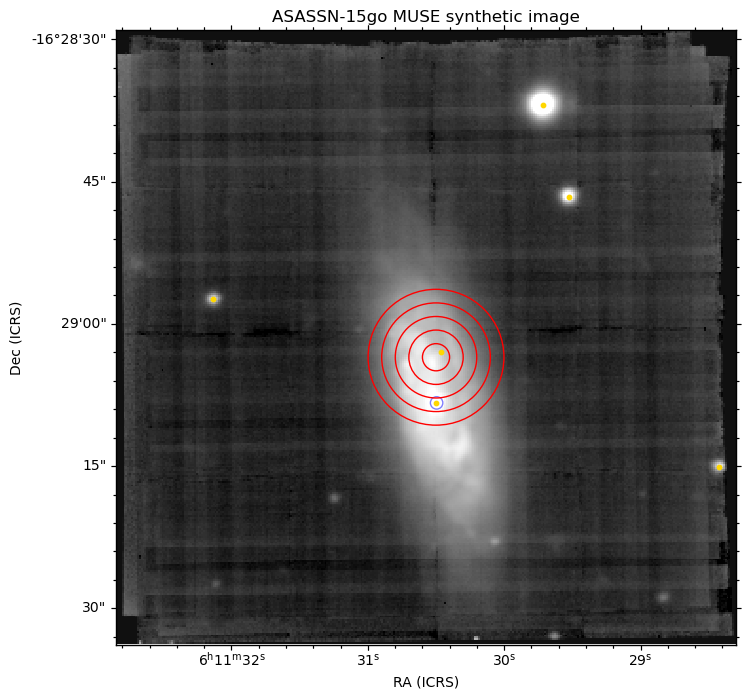 ASASSN-15go MUSE synthetic image
-16°28'30"
45"
29'00"
15"
30"
Dec (ICRS)
6ʰ11ᵐ32ˢ 31ˢ 30ˢ 29ˢ
RA (ICRS)